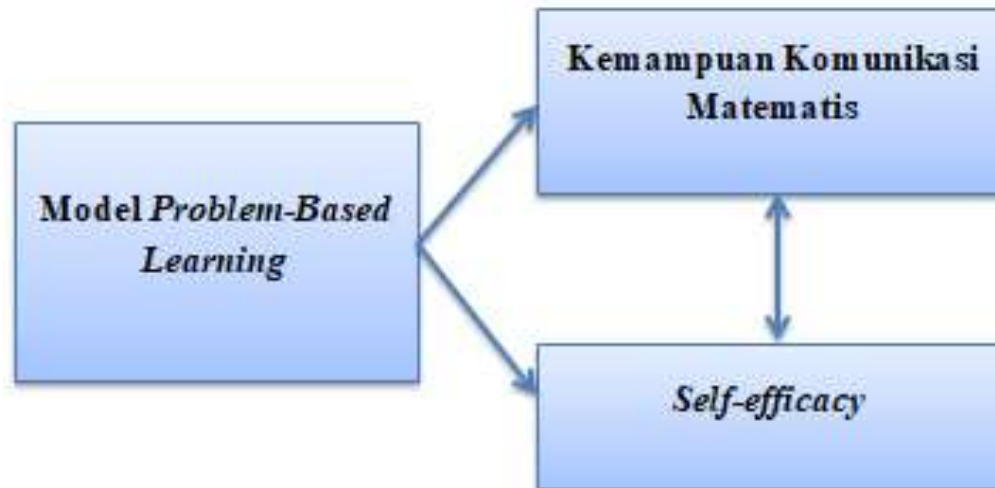 Kemampuan Komunikasi
Matematis
Model Problem-Based
Learning
Self-efficacy